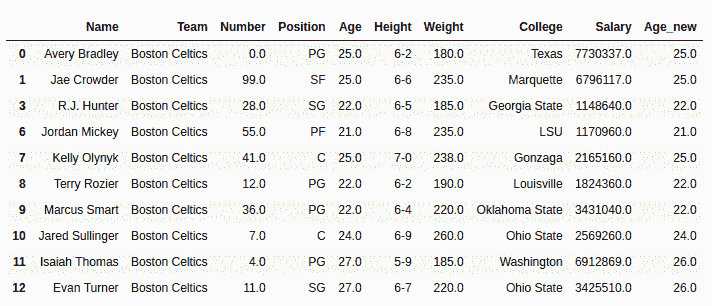 Name Team Number Position Age Height Weight College Salary Age_new
0 Avery Bradley Boston Celtics 0.0 PG 25.0 6-2 180.0 Texas 7730337.0 25.0
1 Jae Crowder Boston Celtics 99.0 SF 25.0 6-6 235.0 Marquette 6796117.0 25.0
3 R.J. Hunter Boston Celtics 28.0 SG 22.0 6-5 185.0 Georgia State 1148640.0 22.0
6 Jordan Mickey Boston Celtics 55.0 PF 21.0 6-8 235.0 LSU 1170960.0 21.0
7 Kelly Olynyk Boston Celtics 41.0 C 25.0 7-0 238.0 Gonzaga 2165160.0 25.0
8 Terry Rozier Boston Celtics 12.0 PG 22.0 6-2 190.0 Louisville 1824360.0 22.0
9 Marcus Smart Boston Celtics 36.0 PG 22.0 6-4 220.0 Oklahoma State 3431040.0 22.0
10 Jared Sullinger Boston Celtics 7.0 C 24.0 6-9 260.0 Ohio State 2569260.0 24.0
11 Isaiah Thomas Boston Celtics 4.0 PG 27.0 5-9 185.0 Washington 6912869.0 26.0
12 Evan Turner Boston Celtics 11.0 SG 27.0 6-7 220.0 Ohio State 3425510.0 26.0